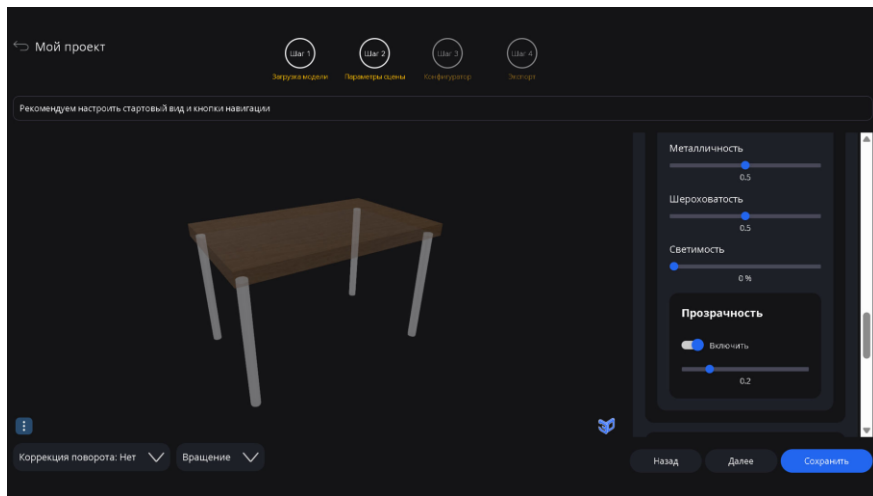 Мой проект
Шаг 1
Шаг 2
Шаг 3
Шаг 4
Загрузка модели
Параметры сцены
Конфигуратор
Экспорт
Рекомендуем настроить стартовый вид и кнопки навигации
Металличность
0.5
Шероховатость
0.5
Светимость
0 %
Прозрачность
Включить
0.2
3D
Коррекция поворота: Нет
Вращение
Назад
Далее
Сохранить